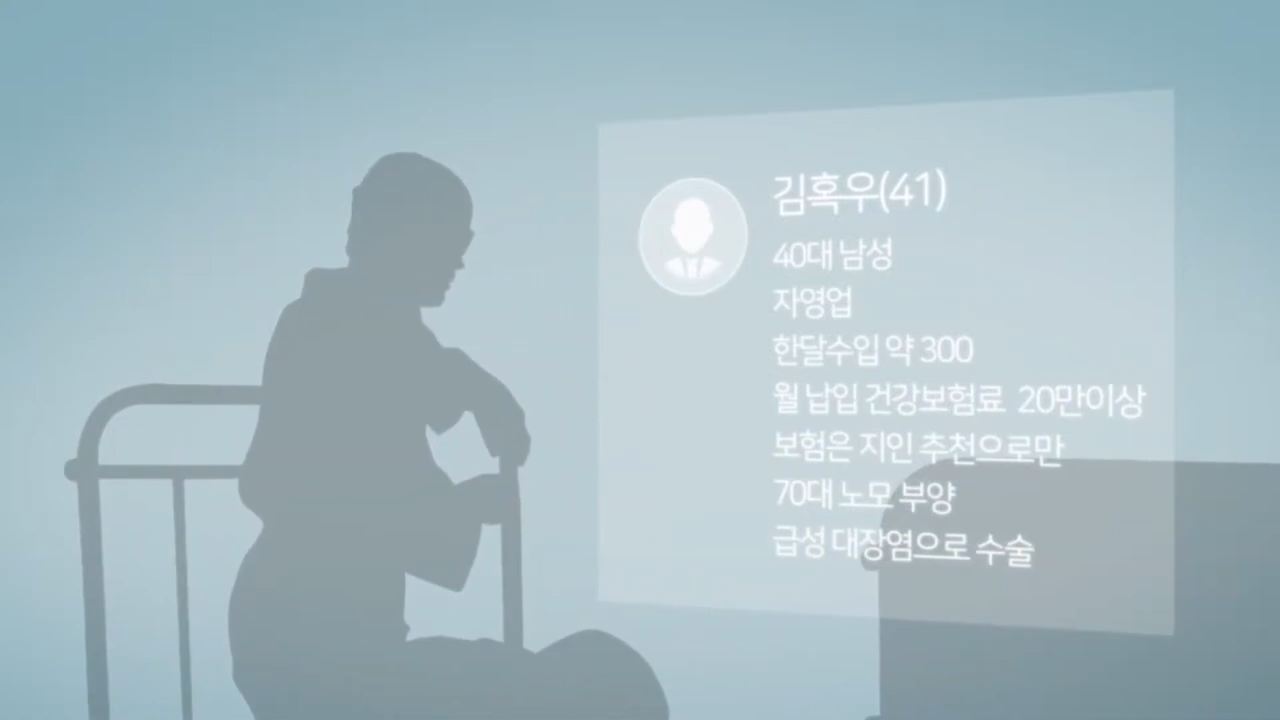 김혹우(41)
40대 남성
자영업
한달수입 약 300
월 납입 건강보험료 20만이상
보험은 지인 추천으로만
70대 노모 부양
급성 대장염으로 수술